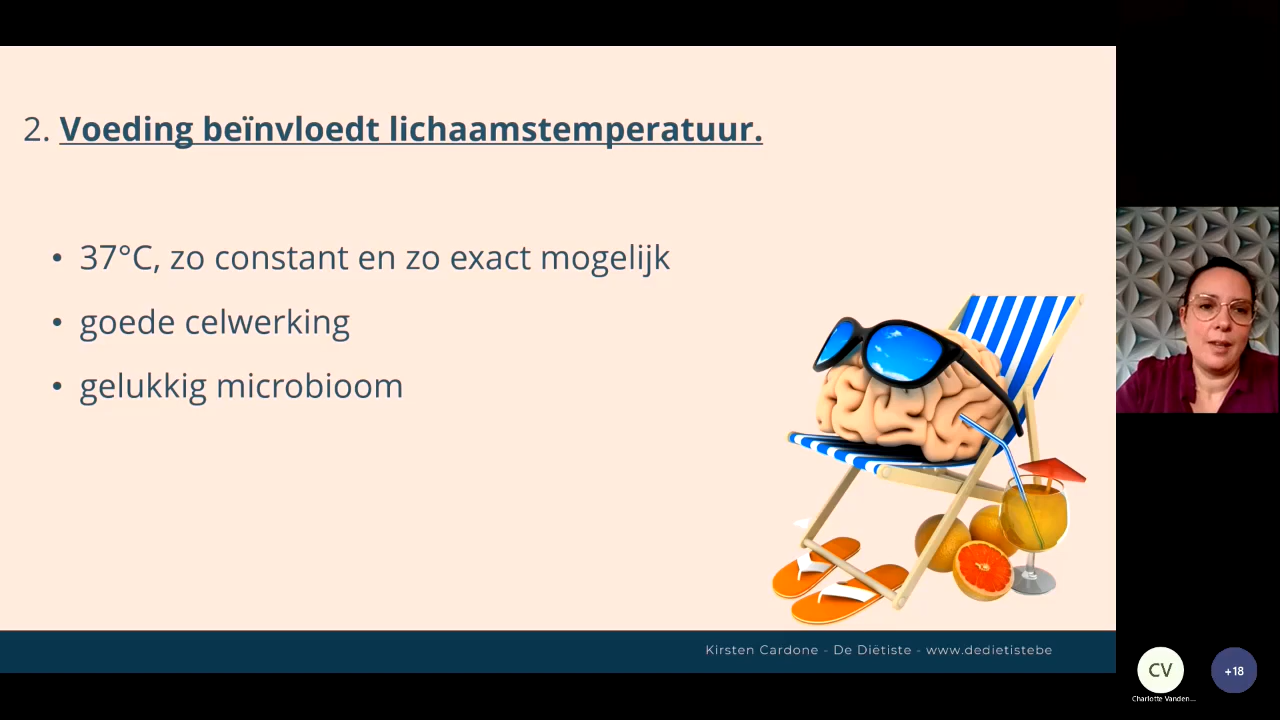 2. Voeding beïnvloedt lichaamstemperatuur.
• 37°C, zo constant en zo exact mogelijk
• goede celwerking
• gelukkig microbioom
Kirsten Cardone - De Diëtiste - www.dedietistebe
CV
+18
Charlotte Vanden...